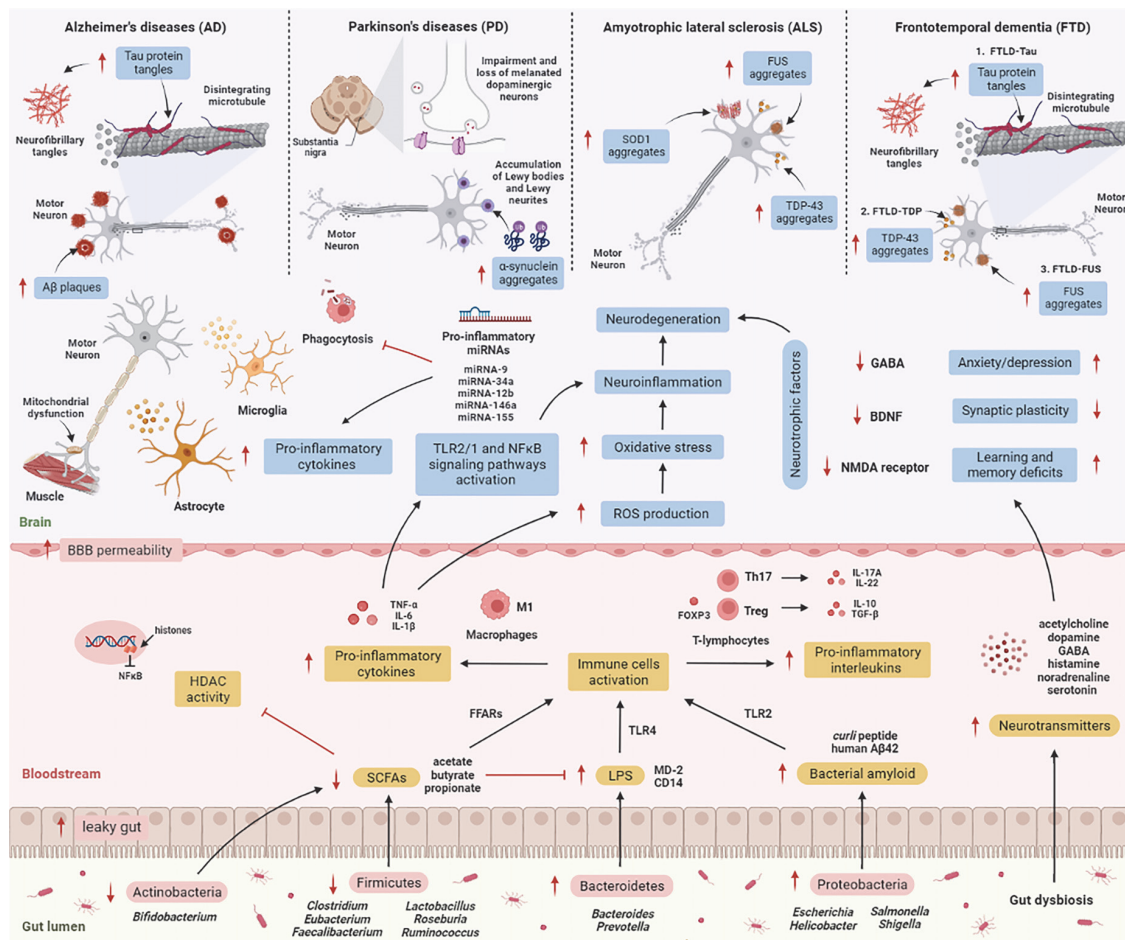 Alzheimer's diseases (AD)
Tau protein
tangles
Disintegrating
microtubule
Neurofibrillary
tangles
Motor
Neuron
Aβ plaques
Parkinson's diseases (PD)
Impairment and
loss of melanated
dopaminergic
neurons
Substantia
nigra
Accumulation
of Lewy bodies
and Lewy
neurites
Motor
Neuron
α-synuclein
aggregates
Amyotrophic lateral sclerosis (ALS)
FUS
aggregates
SOD1
aggregates
TDP-43
aggregates
Motor
Neuron
Frontotemporal dementia (FTD)
1. FTLD-Tau
Tau protein
tangles
Disintegrating
microtubule
Neurofibrillary
tangles
Motor
Neuron
2. FTLD-TDP
TDP-43
aggregates
3. FTLD-FUS
FUS
aggregates
Motor
Neuron
Mitochondrial
dysfunction
Muscle
Microglia
Astrocyte
Phagocytosis
Pro-inflammatory
miRNAs
miRNA-9
miRNA-34a
miRNA-12b
miRNA-146a
miRNA-155
Pro-inflammatory
cytokines
TLR2/1 and NFκB
signaling pathways
activation
Neurodegeneration
Neuroinflammation
Oxidative stress
ROS production
Neurotrophic factors
GABA
BDNF
NMDA receptor
Anxiety/depression
Synaptic plasticity
Learning and
memory deficits
Brain
BBB permeability
histones
NFκB
HDAC
activity
TNF-α
IL-6
IL-1β
M1
Macrophages
Pro-inflammatory
cytokines
Immune cells
activation
Th17
IL-17A
IL-22
FOXP3
Treg
IL-10
TGF-β
T-lymphocytes
Pro-inflammatory
interleukins
acetylcholine
dopamine
GABA
histamine
noradrenaline
serotonin
Neurotransmitters
FFARs
TLR4
TLR2
Bloodstream
SCFAs
acetate
butyrate
propionate
LPS
MD-2
CD14
curli peptide
human Aβ42
Bacterial amyloid
leaky gut
Actinobacteria
Bifidobacterium
Firmicutes
Clostridium
Eubacterium
Faecalibacterium
Lactobacillus
Roseburia
Ruminococcus
Bacteroidetes
Bacteroides
Prevotella
Proteobacteria
Escherichia
Helicobacter
Salmonella
Shigella
Gut dysbiosis
Gut lumen